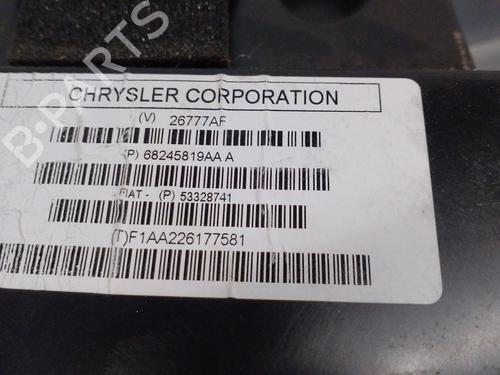 CHRYSLER CORPORATION
(V) 26777AF
(P) 68245819AA A
FIAT - (P) 53328741
(T)F1AA226177581
B-PARTS